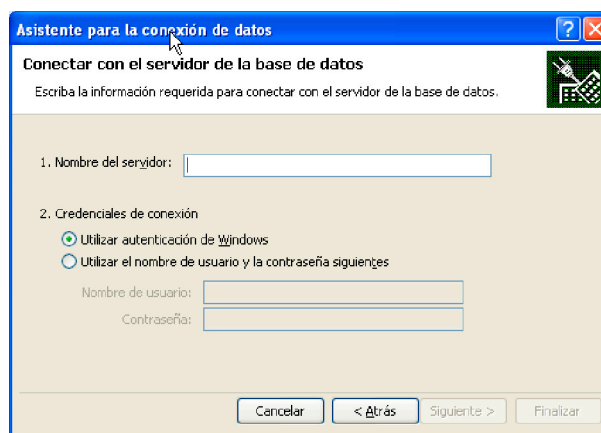 Asistente para la conexión de datos
Conectar con el servidor de la base de datos
Escriba la información requerida para conectar con el servidor de la base de datos.
1. Nombre del servidor:
2. Credenciales de conexión
Utilizar autenticación de Windows
Utilizar el nombre de usuario y la contraseña siguientes
Nombre de usuario:
Contraseña:
Cancelar
< Atrás
Siguiente >
Finalizar